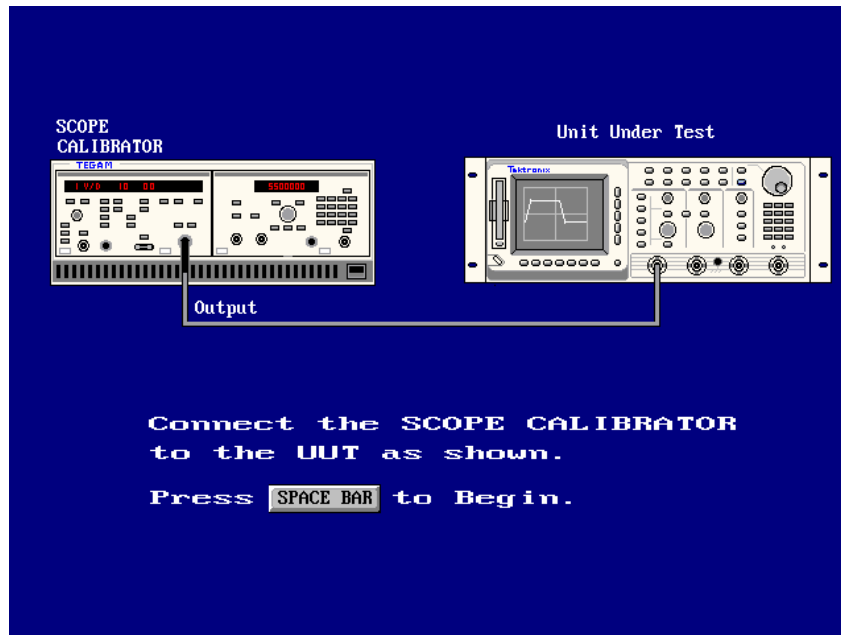 SCOPE
CALIBRATOR
Unit Under Test
TEGAM
1 V/D 10 00
5600000
Tektronix
Output
Connect the SCOPE CALIBRATOR
to the UUT as shown.
Press SPACE BAR to Begin.